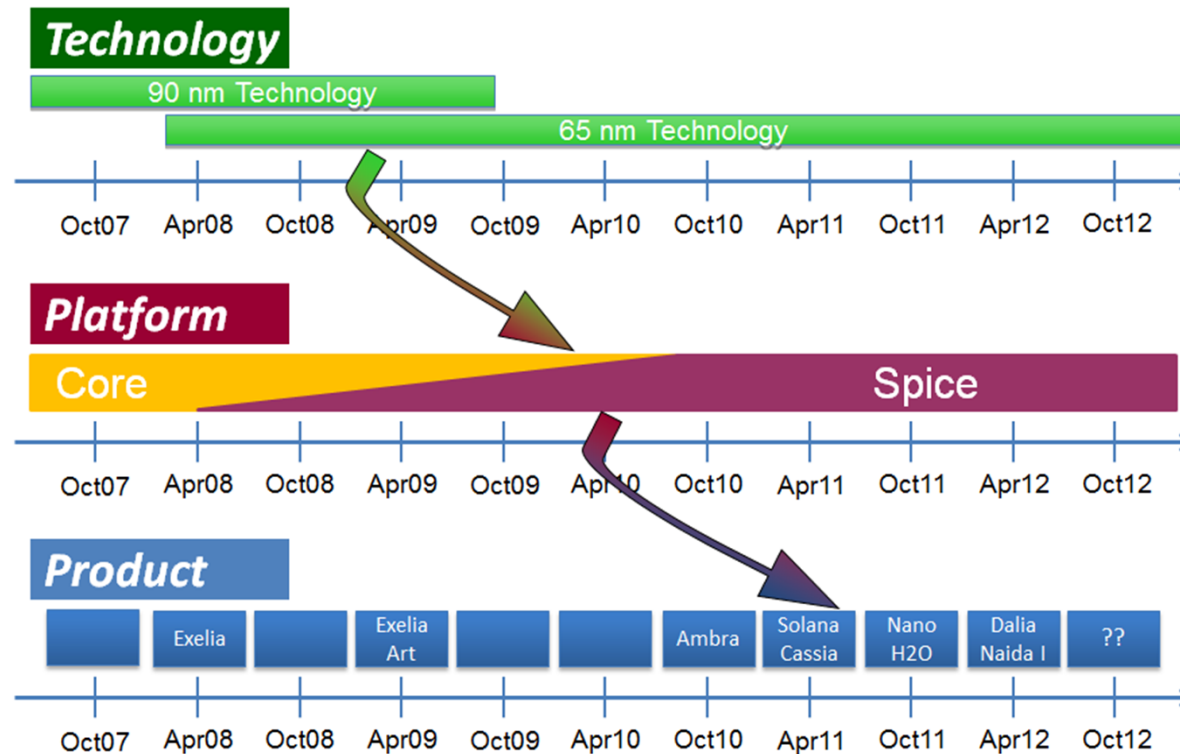 Technology
90 nm Technology
65 nm Technology
Oct07 Apr08 Oct08 Apr09 Oct09 Apr10 Oct10 Apr11 Oct11 Apr12 Oct12
Platform
Core Spice
Oct07 Apr08 Oct08 Apr09 Oct09 Apr10 Oct10 Apr11 Oct11 Apr12 Oct12
Product
Exelia
Exelia
Art
Ambra
Solana
Cassia
Nano
H2O
Dalia
Naida I
??
Oct07 Apr08 Oct08 Apr09 Oct09 Apr10 Oct10 Apr11 Oct11 Apr12 Oct12